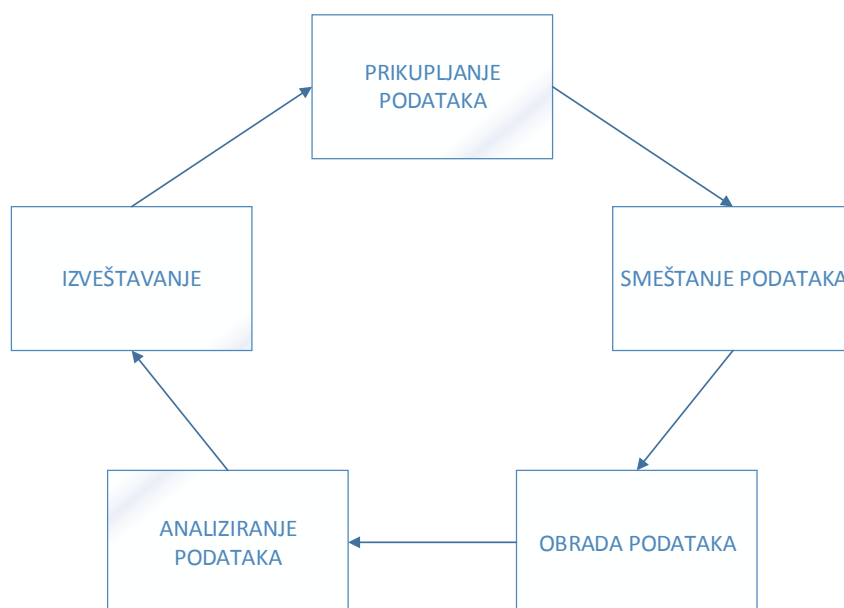 PRIKUPLJANJE
PODATAKA
IZVEŠTAVANJE
SMEŠTANJE PODATAKA
ANALIZIRANJE
PODATAKA
OBRADA PODATAKA